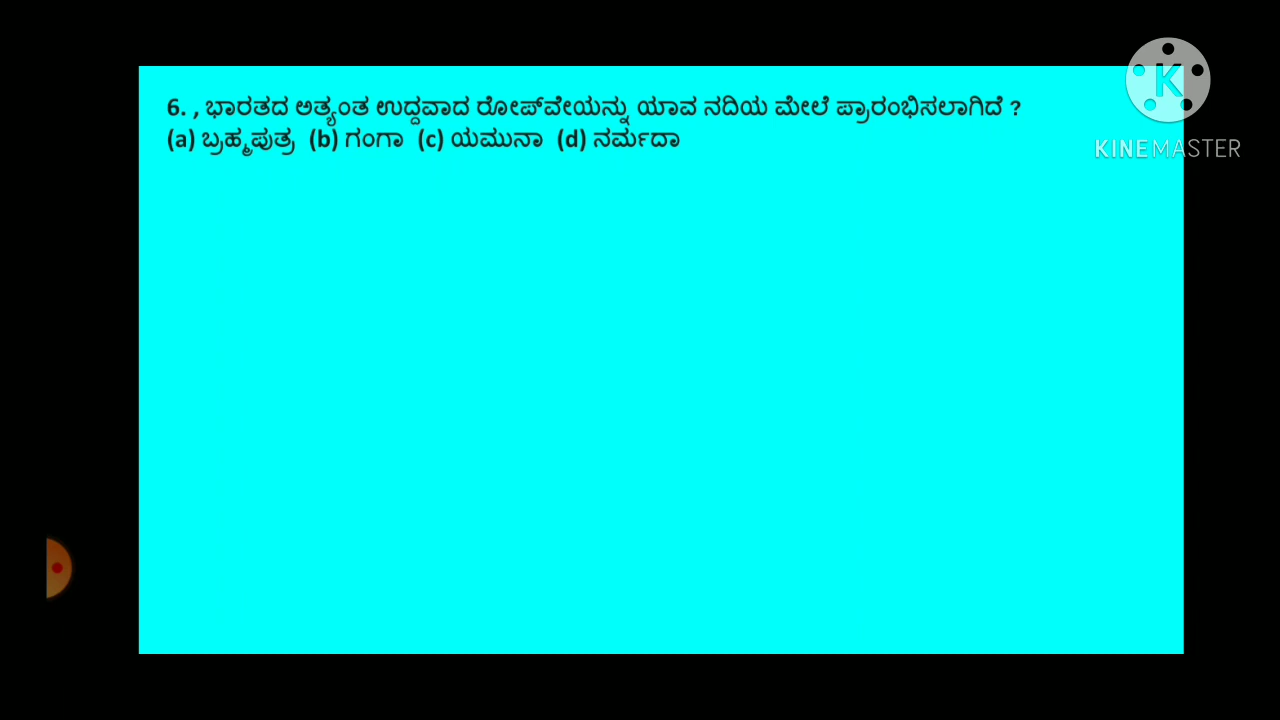 6. , ಭಾರತದ ಅತ್ಯಂತ ಉದ್ದವಾದ ರೋಪ್‌ವೇಯನ್ನು ಯಾವ ನದಿಯ ಮೇಲೆ ಪ್ರಾರಂಭಿಸಲಾಗಿದೆ ?
(a) ಬ್ರಹ್ಮಪುತ್ರ (b) ಗಂಗಾ (c) ಯಮುನಾ (d) ನರ್ಮದಾ
K
KINEMASTER